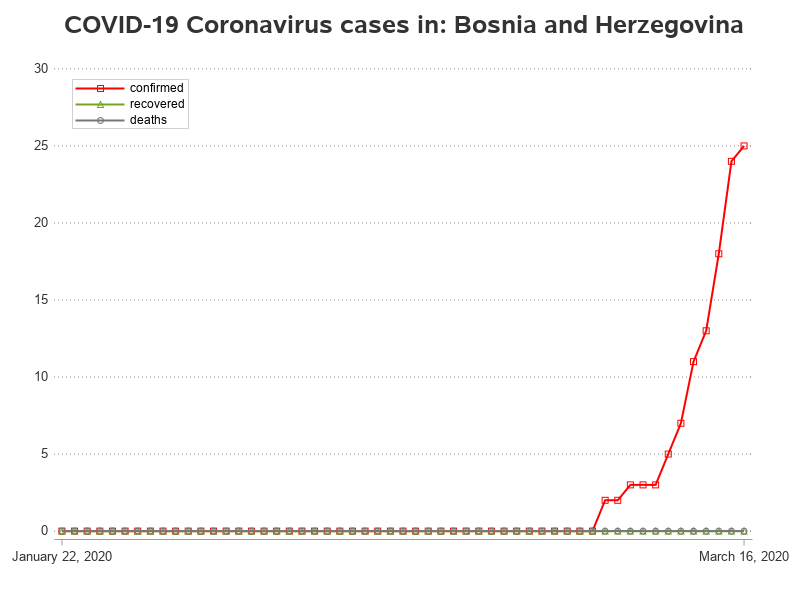 COVID-19 Coronavirus cases in: Bosnia and Herzegovina
30
confirmed
recovered
deaths
25
20
15
10
5
0
January 22, 2020 March 16, 2020